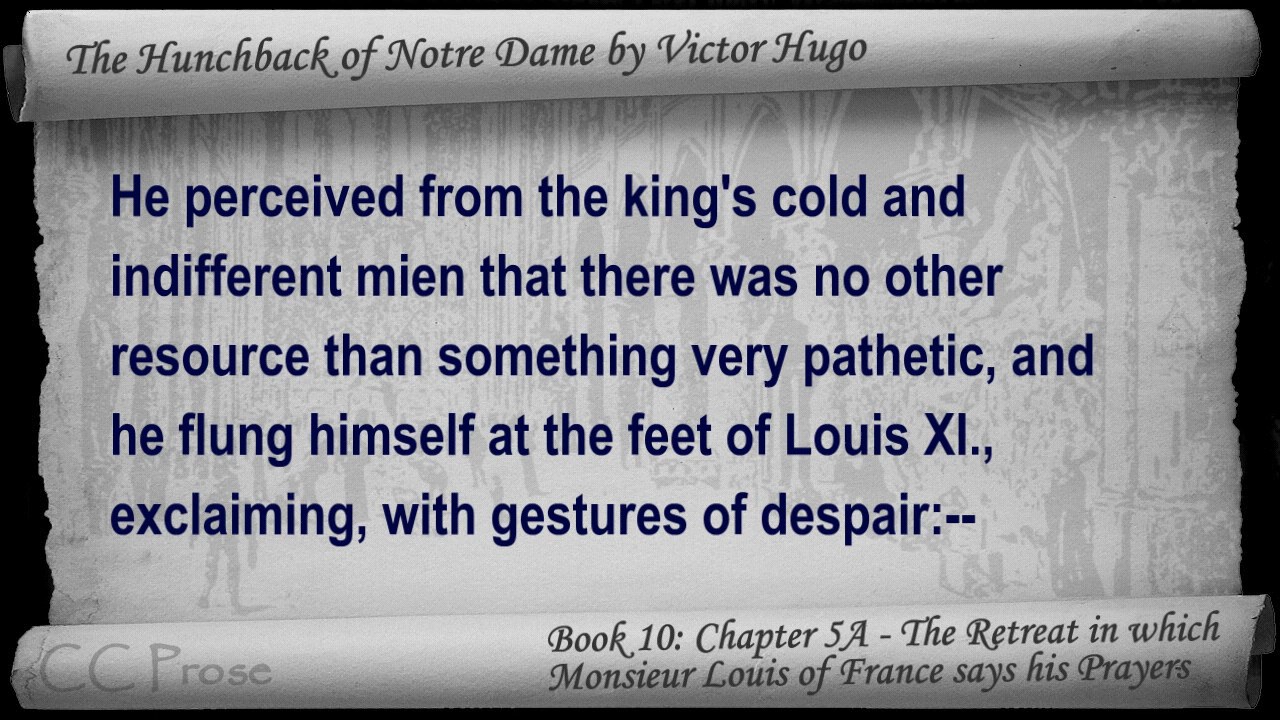 The Hunchback of Notre Dame by Victor Hugo
He perceived from the king's cold and
indifferent mien that there was no other
resource than something very pathetic, and
he flung himself at the feet of Louis XI.,
exclaiming, with gestures of despair:--
Book 10: Chapter 5A - The Retreat in which
Monsieur Louis of France says his Prayers
CC Prose